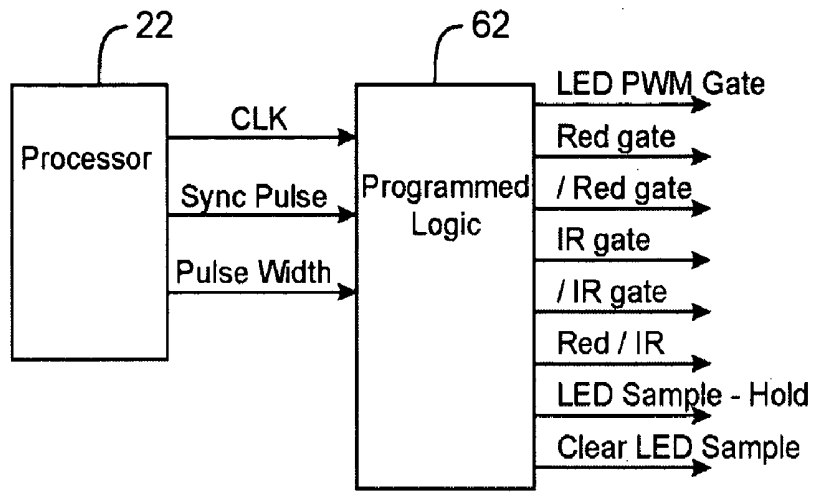 22
62
Processor
CLK
Sync Pulse
Pulse Width
Programmed
Logic
LED PWM Gate
Red gate
/ Red gate
IR gate
/ IR gate
Red / IR
LED Sample - Hold
Clear LED Sample